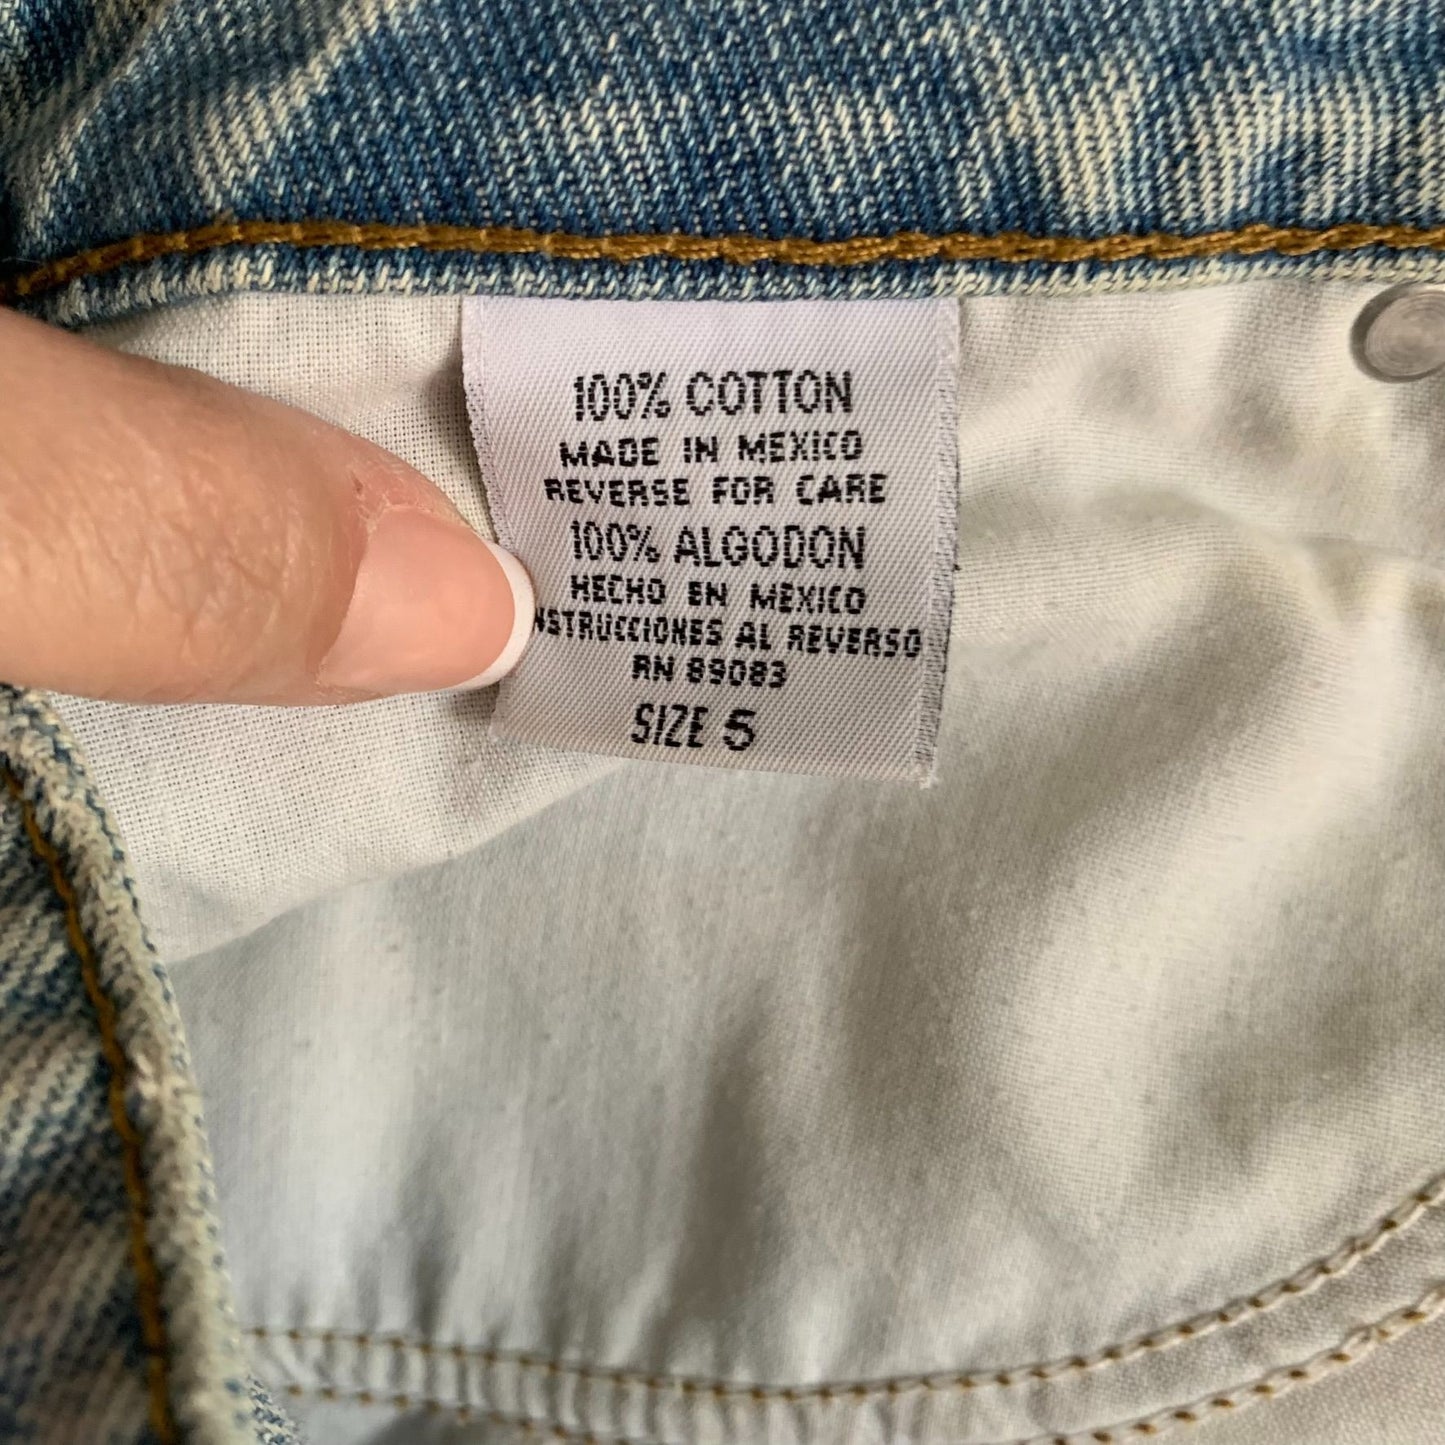 100% COTTON
MADE IN MEXICO
REVERSE FOR CARE
100% ALGODON
HECHO EN MEXICO
NSTRUCCIONES AL REVERSO
RN 89083
SIZE 5